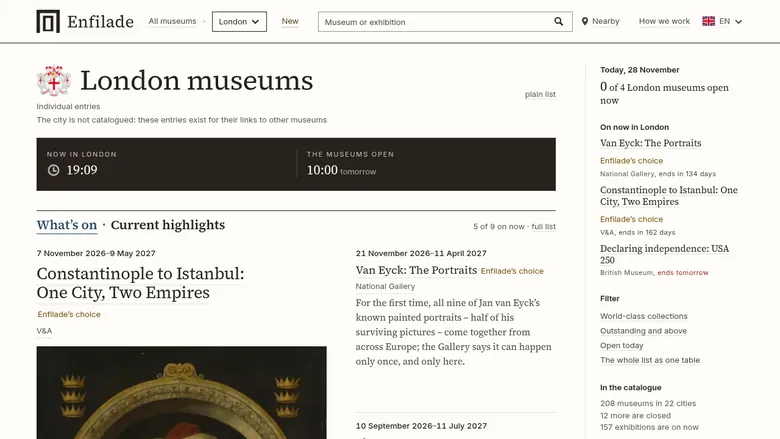 Enfilade
All museums · London New
Museum or exhibition
Nearby
How we work
EN
London museums
Individual entries
The city is not catalogued: these entries exist for their links to other museums
plain list
NOW IN LONDON
19:09
THE MUSEUMS OPEN
10:00 tomorrow
What's on · Current highlights
5 of 9 on now · full list
7 November 2026–9 May 2027
Constantinople to Istanbul:
One City, Two Empires
Enfilade's choice
V&A
21 November 2026–11 April 2027
Van Eyck: The Portraits Enfilade's choice
National Gallery
For the first time, all nine of Jan van Eyck's
known painted portraits – half of his
surviving pictures – come together from
across Europe; the Gallery says it can happen
only once, and only here.
10 September 2026–11 July 2027
Today, 28 November
0 of 4 London museums open
now
On now in London
Van Eyck: The Portraits
Enfilade's choice
National Gallery, ends in 134 days
Constantinople to Istanbul: One
City, Two Empires
Enfilade's choice
V&A, ends in 162 days
Declaring independence: USA
250
British Museum, ends tomorrow
Filter
World-class collections
Outstanding and above
Open today
The whole list as one table
In the catalogue
208 museums in 22 cities
12 more are closed
157 exhibitions are on now